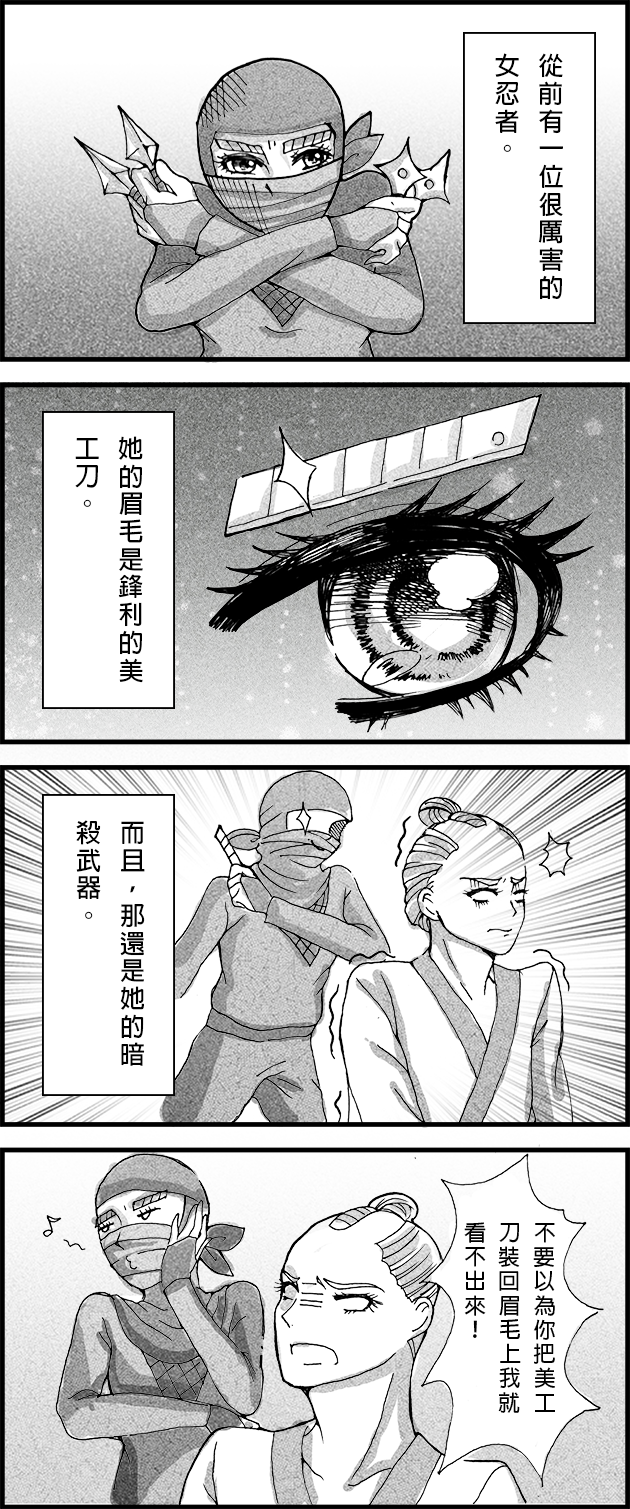 從前有一位很厲害的
女忍者。
她的眉毛是鋒利的美
工刀。
而且，那還是她的暗
殺武器。
不要以為你把美工
刀裝回眉毛上我就
看不出來！